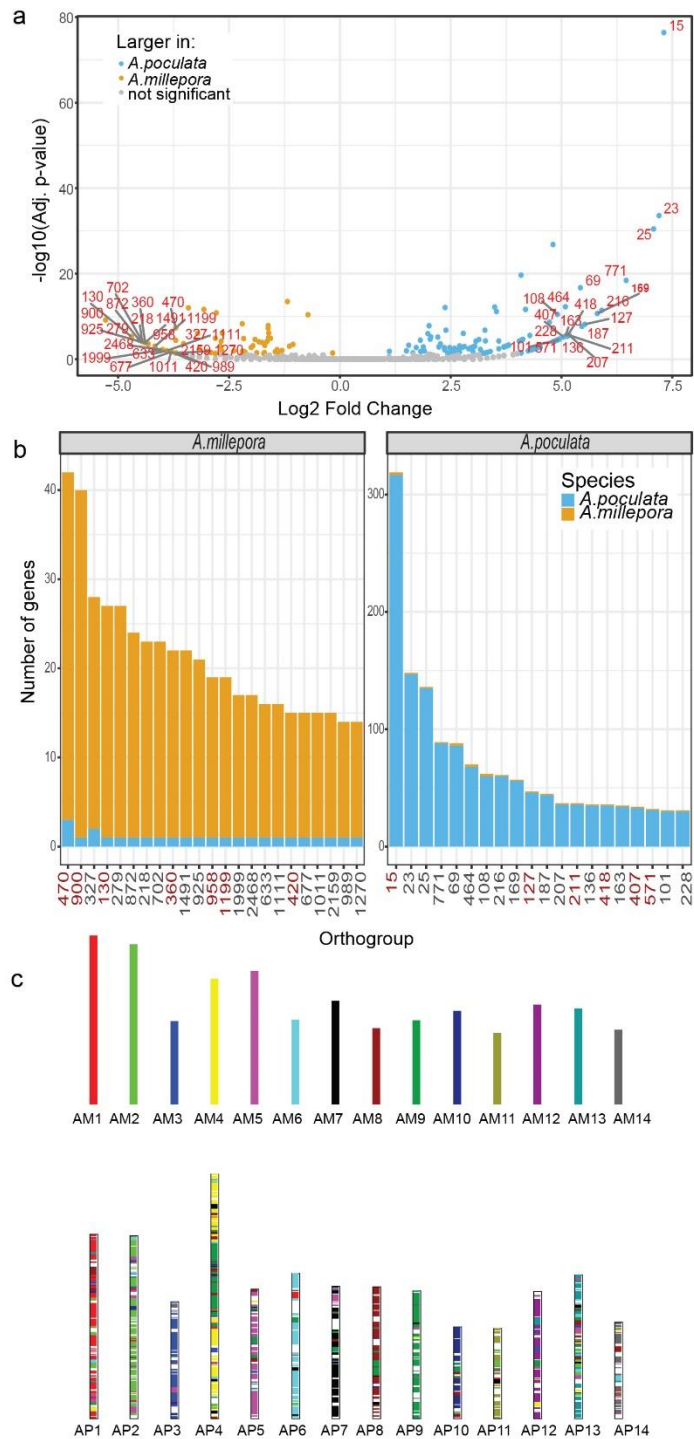 a
Larger in:
A.poculata
A.millepora
not significant
15
23
25
771
69
169
216
108 464
418
127
163
407
228
187
101 571 136
211
207
702
130 360 470
872
900 218 1491 1199
925 279 958 327 1111
2468
1999 633 2159 1270
677 1011 420 989
80
60
40
20
0
-log10(Adj. p-value)
−5.0 −2.5 0.0 2.5 5.0 7.5
Log2 Fold Change
b
A.millepora
A.poculata
Species
A.poculata
A.millepora
40
30
20
10
0
300
200
100
0
Number of genes
470 900 327 130 279 872 218 702 360 1491 1925 958 1199 1998 2468 633 1111 420 677 1011 2159 989 1270
15 23 25 771 69 464 108 216 169 127 187 207 211 136 418 163 407 571 101 228
Orthogroup
c
AM1 AM2 AM3 AM4 AM5 AM6 AM7 AM8 AM9 AM10 AM11 AM12 AM13 AM14
AP1 AP2 AP3 AP4 AP5 AP6 AP7 AP8 AP9 AP10 AP11 AP12 AP13 AP14